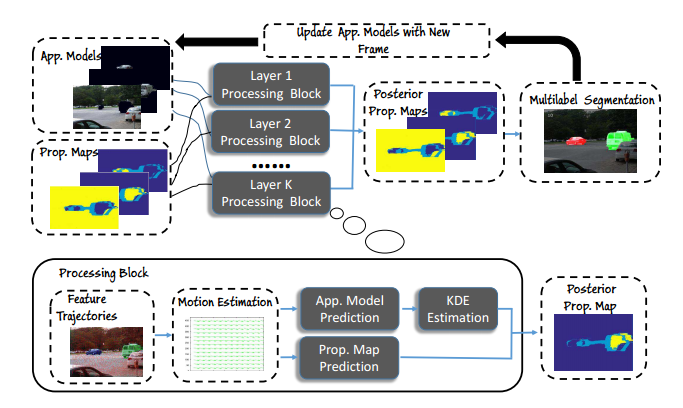 Update App. Models with New
Frame
App. Models
Layer 1
Processing Block
Layer 2
Processing Block
......
Layer K
Processing Block
Posterior
Prop. Maps
Multilabel Segmentation
Prop. Maps
Processing Block
Feature
Trajectories
Motion Estimation
App. Model
Prediction
KDE
Estimation
Prop. Map
Prediction
Posterior
Prop. Map